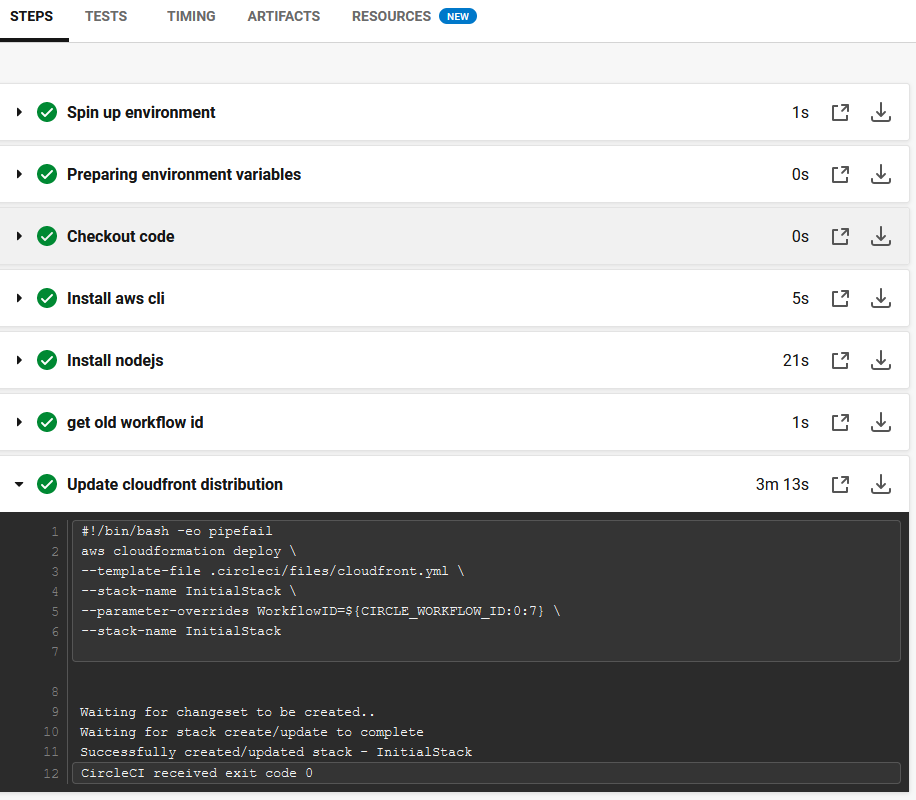 STEPS TESTS TIMING ARTIFACTS RESOURCES NEW
Spin up environment 1s
Preparing environment variables 0s
Checkout code 0s
Install aws cli 5s
Install nodejs 21s
get old workflow id 1s
Update cloudfront distribution 3m 13s
1 #!/bin/bash -eo pipefail
2 aws cloudformation deploy \
3 --template-file .circleci/files/cloudfront.yml \
4 --stack-name InitialStack \
5 --parameter-overrides WorkflowID=${CIRCLE_WORKFLOW_ID:0:7} \
6 --stack-name InitialStack
7
8
9 Waiting for changeset to be created..
10 Waiting for stack create/update to complete
11 Successfully created/updated stack - InitialStack
12 CircleCI received exit code 0